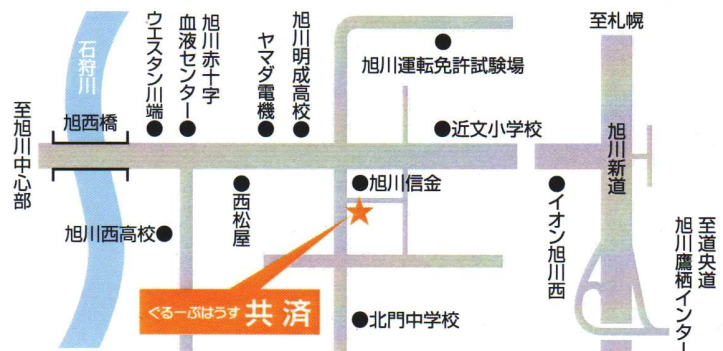 至札幌
石狩川
ウエスタン川端
旭川赤十字
血液センター
ヤマダ電機
旭川明成高校
旭川運転免許試験場
至旭川中心部
旭西橋
近文小学校
旭川新道
旭川信金
西松屋
イオン旭川西
旭川西高校
至道央道
旭川鷹栖インター
ぐるーぷはうす 共済
北門中学校